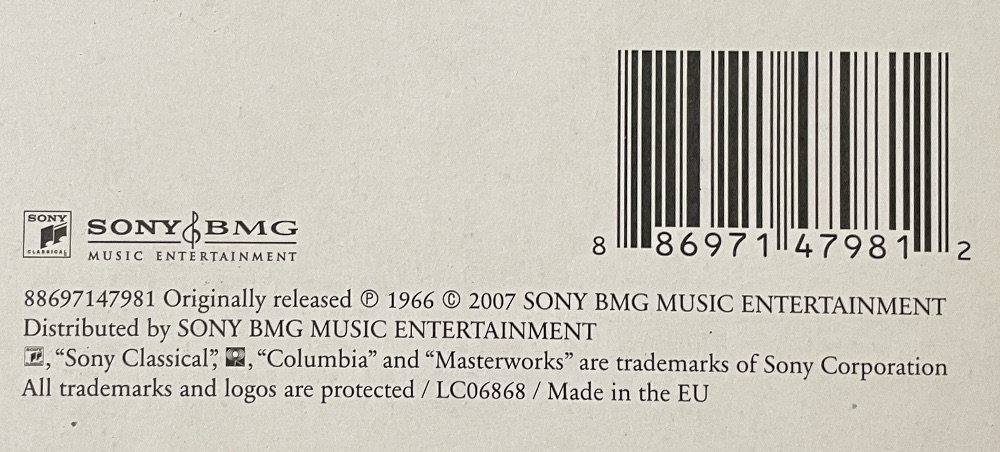 8 86971 47981 2
SONY
CLASSICAL
SONY BMG
MUSIC ENTERTAINMENT
88697147981 Originally released ℗ 1966 © 2007 SONY BMG MUSIC ENTERTAINMENT
Distributed by SONY BMG MUSIC ENTERTAINMENT
, “Sony Classical”, , “Columbia” and “Masterworks” are trademarks of Sony Corporation
All trademarks and logos are protected / LC06868 / Made in the EU